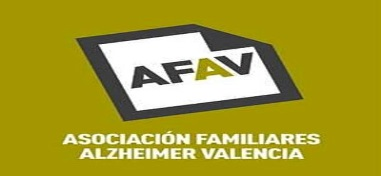 AFAV
ASOCIACIÓN FAMILIARES
ALZHEIMER VALENCIA